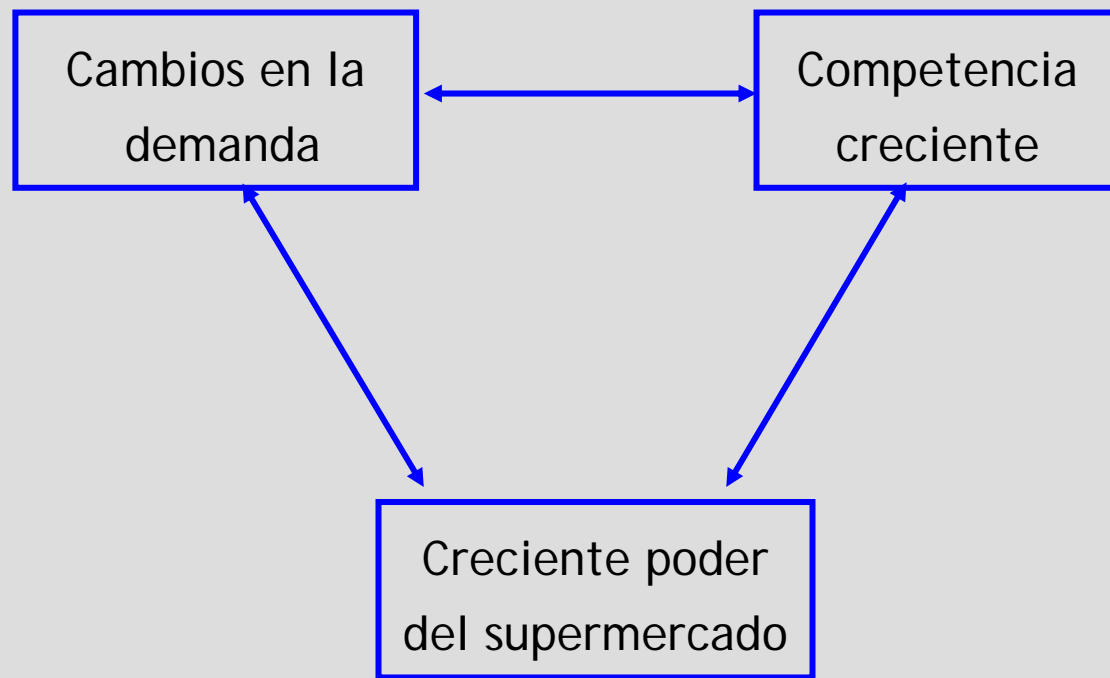 Cambios en la
demanda
Competencia
creciente
Creciente poder
del supermercado